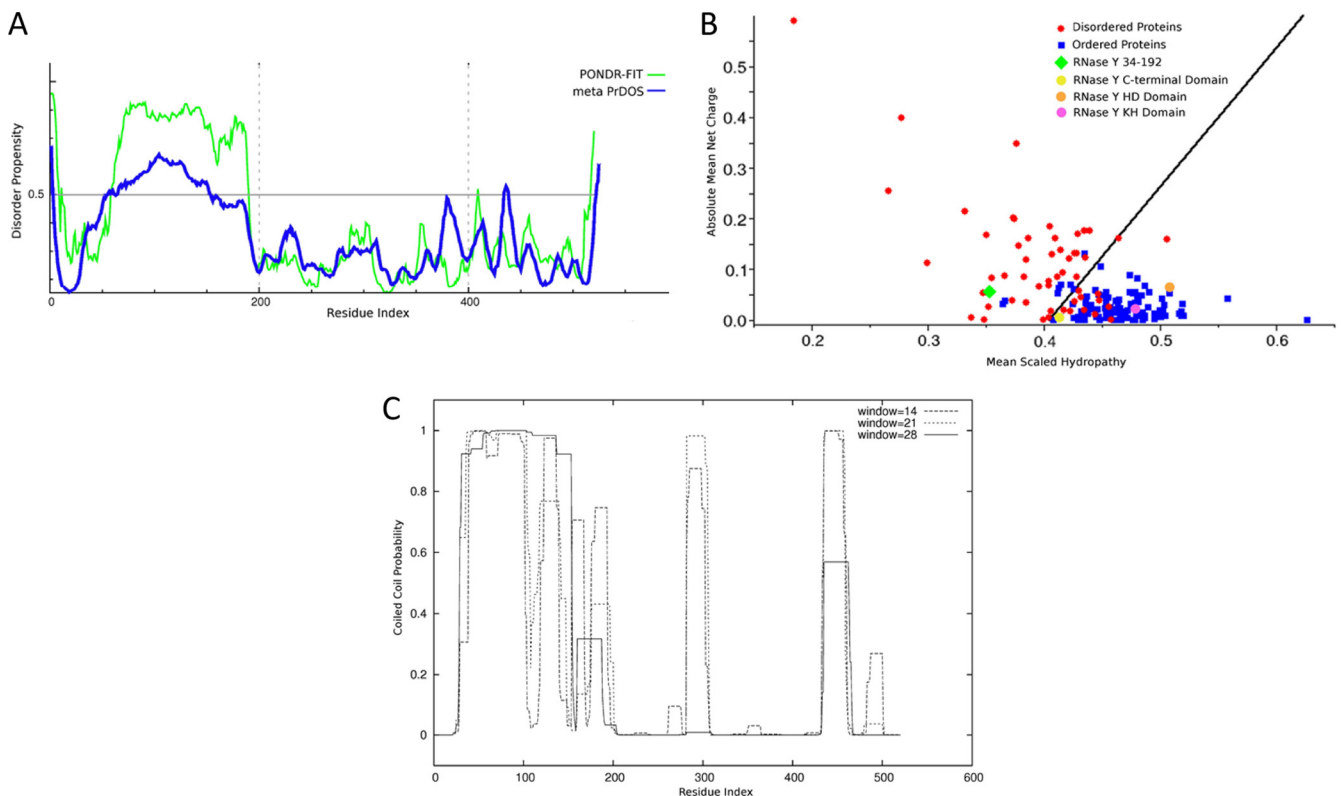 A
PONDR-FIT
meta PrDOS
Disorder Propensity
0.5
0
200
400
Residue Index
B
Disordered Proteins
Ordered Proteins
RNase Y 34-192
RNase Y C-terminal Domain
RNase Y HD Domain
RNase Y KH Domain
Absolute Mean Net Charge
0.5
0.4
0.3
0.2
0.1
0.0
0.2
0.3
0.4
0.5
0.6
Mean Scaled Hydropathy
C
window=14
window=21
window=28
Coiled Coil Probability
1
0.8
0.6
0.4
0.2
0
0
100
200
300
400
500
600
Residue Index